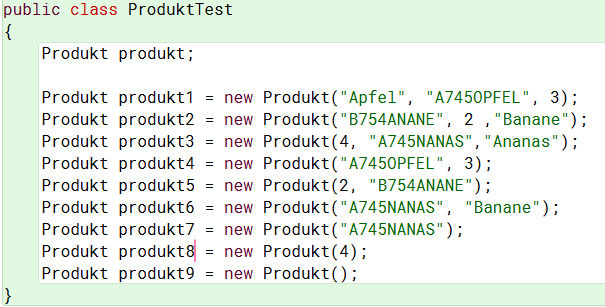 public class ProduktTest
{
Produkt produkt;
Produkt produkt1 = new Produkt("Apfel", "A745OPFEL", 3);
Produkt produkt2 = new Produkt("B754ANANE", 2 ,"Banane");
Produkt produkt3 = new Produkt(4, "A745NANAS","Ananas");
Produkt produkt4 = new Produkt("A745OPFEL", 3);
Produkt produkt5 = new Produkt(2, "B754ANANE");
Produkt produkt6 = new Produkt("A745NANAS", "Banane");
Produkt produkt7 = new Produkt("A745NANAS");
Produkt produkt8 = new Produkt(4);
Produkt produkt9 = new Produkt();
}